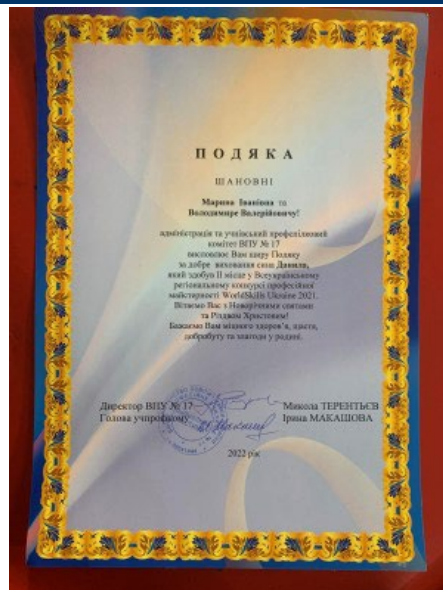 ПОДЯКА
ШАНОВНІ
Марина Іванівна та
Володимире Валерійовичу!
адміністрація та учнівський профспілковий
комітет ВПУ № 17
висловлює Вам щиру Подяку
за добре виховання сина Данила,
який здобув ІІ місце у Всеукраїнському
регіональному конкурсі професійної
майстерності WorldSkills Ukraine 2021.
Вітаємо Вас з Новорічними святами
та Різдвом Христовим!
Бажаємо Вам міцного здоров'я, щастя,
добробуту та злагоди у родині.
Директор ВПУ № 17 Микола ТЕРЕНТЬЄВ
Голова учпрофкому Ірина МАКАШОВА
2022 рік